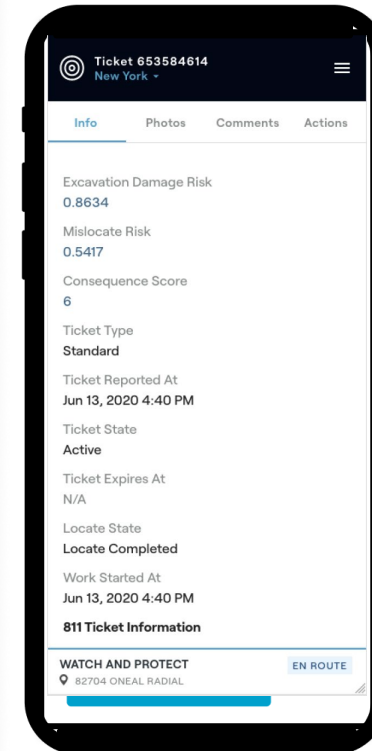 Ticket 653584614
New York
Info Photos Comments Actions
Excavation Damage Risk
0.8634
Mislocate Risk
0.5417
Consequence Score
6
Ticket Type
Standard
Ticket Reported At
Jun 13, 2020 4:40 PM
Ticket State
Active
Ticket Expires At
N/A
Locate State
Locate Completed
Work Started At
Jun 13, 2020 4:40 PM
811 Ticket Information
WATCH AND PROTECT EN ROUTE
82704 ONEAL RADIAL